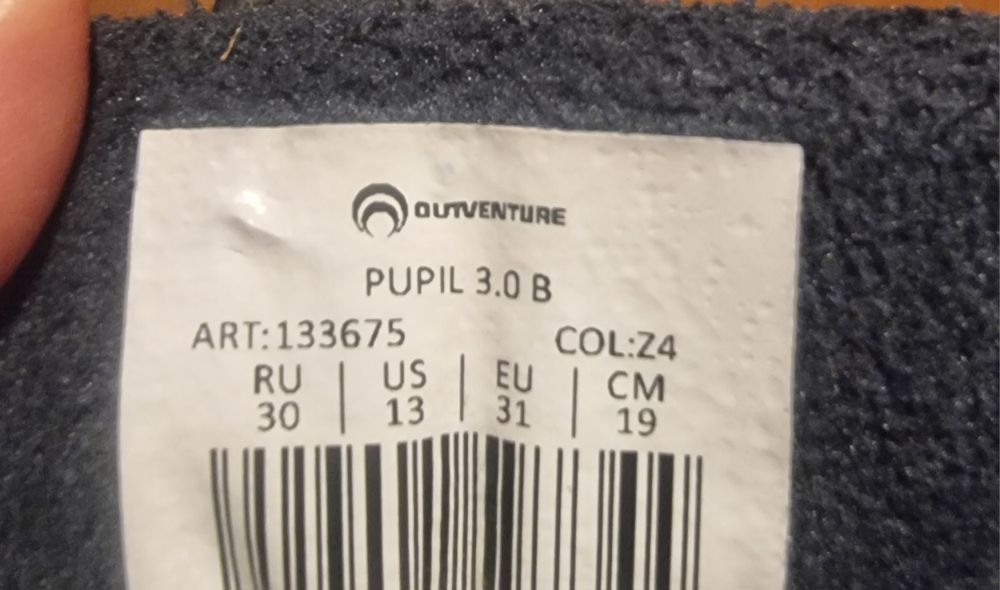 OUTVENTURE
PUPIL 3.0 B
ART:133675 COL:Z4
RU | US | EU | CM
30 | 13 | 31 | 19